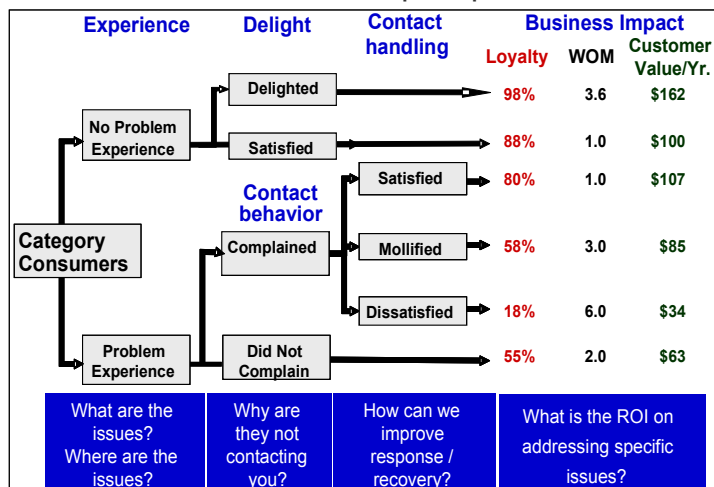 Experience
Delight
Contact
handling
Business Impact
Loyalty
WOM
Customer
Value/Yr.
Delighted
98%
3.6
$162
No Problem
Experience
Satisfied
88%
1.0
$100
Satisfied
80%
1.0
$107
Contact
behavior
Category
Consumers
Complained
Mollified
58%
3.0
$85
Dissatisfied
18%
6.0
$34
Problem
Experience
Did Not
Complain
55%
2.0
$63
What are the
issues?
Where are the
issues?
Why are
they not
contacting
you?
How can we
improve
response /
recovery?
What is the ROI on
addressing specific
issues?